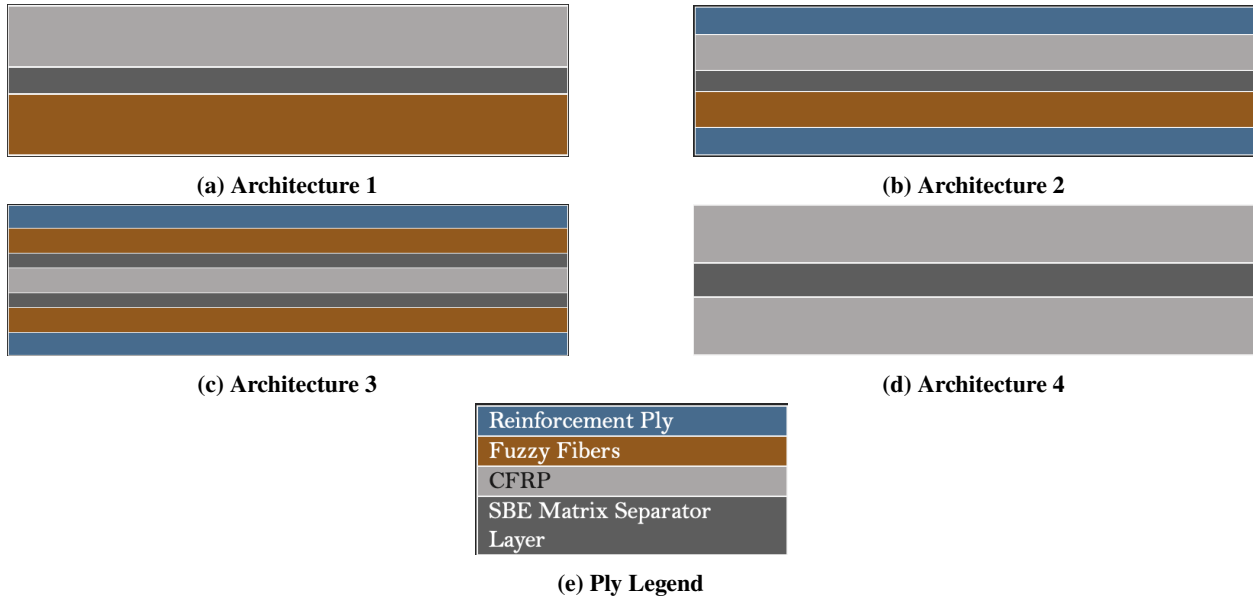 (a) Architecture 1
(b) Architecture 2
(c) Architecture 3
(d) Architecture 4
Reinforcement Ply
Fuzzy Fibers
CFRP
SBE Matrix Separator
Layer
(e) Ply Legend